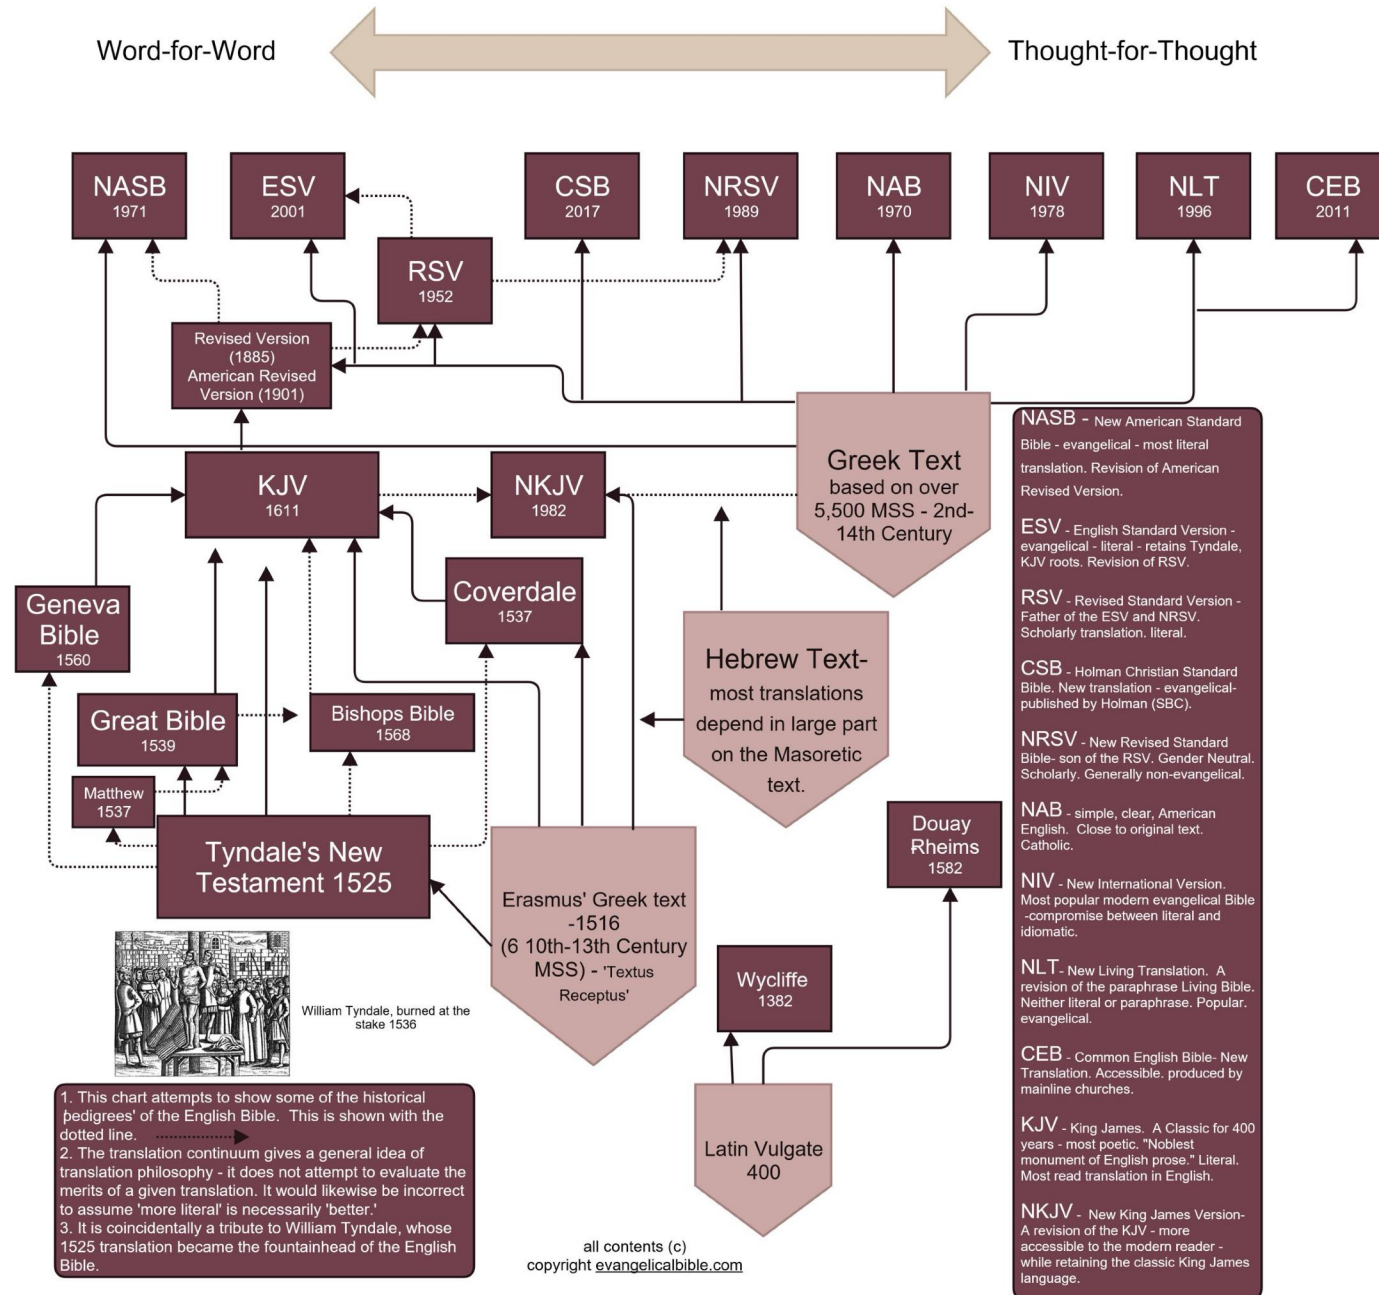 Word-for-Word
Thought-for-Thought
NASB
1971
ESV
2001
CSB
2017
NRSV
1989
NAB
1970
NIV
1978
NLT
1996
CEB
2011
RSV
1952
Revised Version
(1885)
American Revised
Version (1901)
KJV
1611
NKJV
1982
Greek Text
based on over
5,500 MSS - 2nd-
14th Century
Geneva
Bible
1560
Coverdale
1537
Hebrew Text-
most translations
depend in large part
on the Masoretic
text.
Great Bible
1539
Bishops Bible
1568
Matthew
1537
Tyndale's New
Testament 1525
Erasmus' Greek text
-1516
(6 10th-13th Century
MSS) - 'Textus
Receptus'
Douay
Rheims
1582
Wycliffe
1382
Latin Vulgate
400
William Tyndale, burned at the
stake 1536
1. This chart attempts to show some of the historical
'pedigrees' of the English Bible.  This is shown with the
dotted line.
2. The translation continuum gives a general idea of
translation philosophy - it does not attempt to evaluate the
merits of a given translation. It would likewise be incorrect
to assume 'more literal' is necessarily 'better.'
3. It is coincidentally a tribute to William Tyndale, whose
1525 translation became the fountainhead of the English
Bible.
all contents (c)
copyright evangelicalbible.com
NASB - New American Standard
Bible - evangelical - most literal
translation. Revision of American
Revised Version.
ESV - English Standard Version -
evangelical - literal - retains Tyndale,
KJV roots. Revision of RSV.
RSV - Revised Standard Version -
Father of the ESV and NRSV.
Scholarly translation. literal.
CSB - Holman Christian Standard
Bible. New translation - evangelical-
published by Holman (SBC).
NRSV - New Revised Standard
Bible- son of the RSV. Gender Neutral.
Scholarly. Generally non-evangelical.
NAB - simple, clear, American
English.  Close to original text.
Catholic.
NIV - New International Version.
Most popular modern evangelical Bible
-compromise between literal and
idiomatic.
NLT- New Living Translation.  A
revision of the paraphrase Living Bible.
Neither literal or paraphrase. Popular.
evangelical.
CEB - Common English Bible- New
Translation. Accessible. produced by
mainline churches.
KJV - King James.  A Classic for 400
years - most poetic. "Noblest
monument of English prose." Literal.
Most read translation in English.
NKJV -  New King James Version-
A revision of the KJV - more
accessible to the modern reader -
while retaining the classic King James
language.